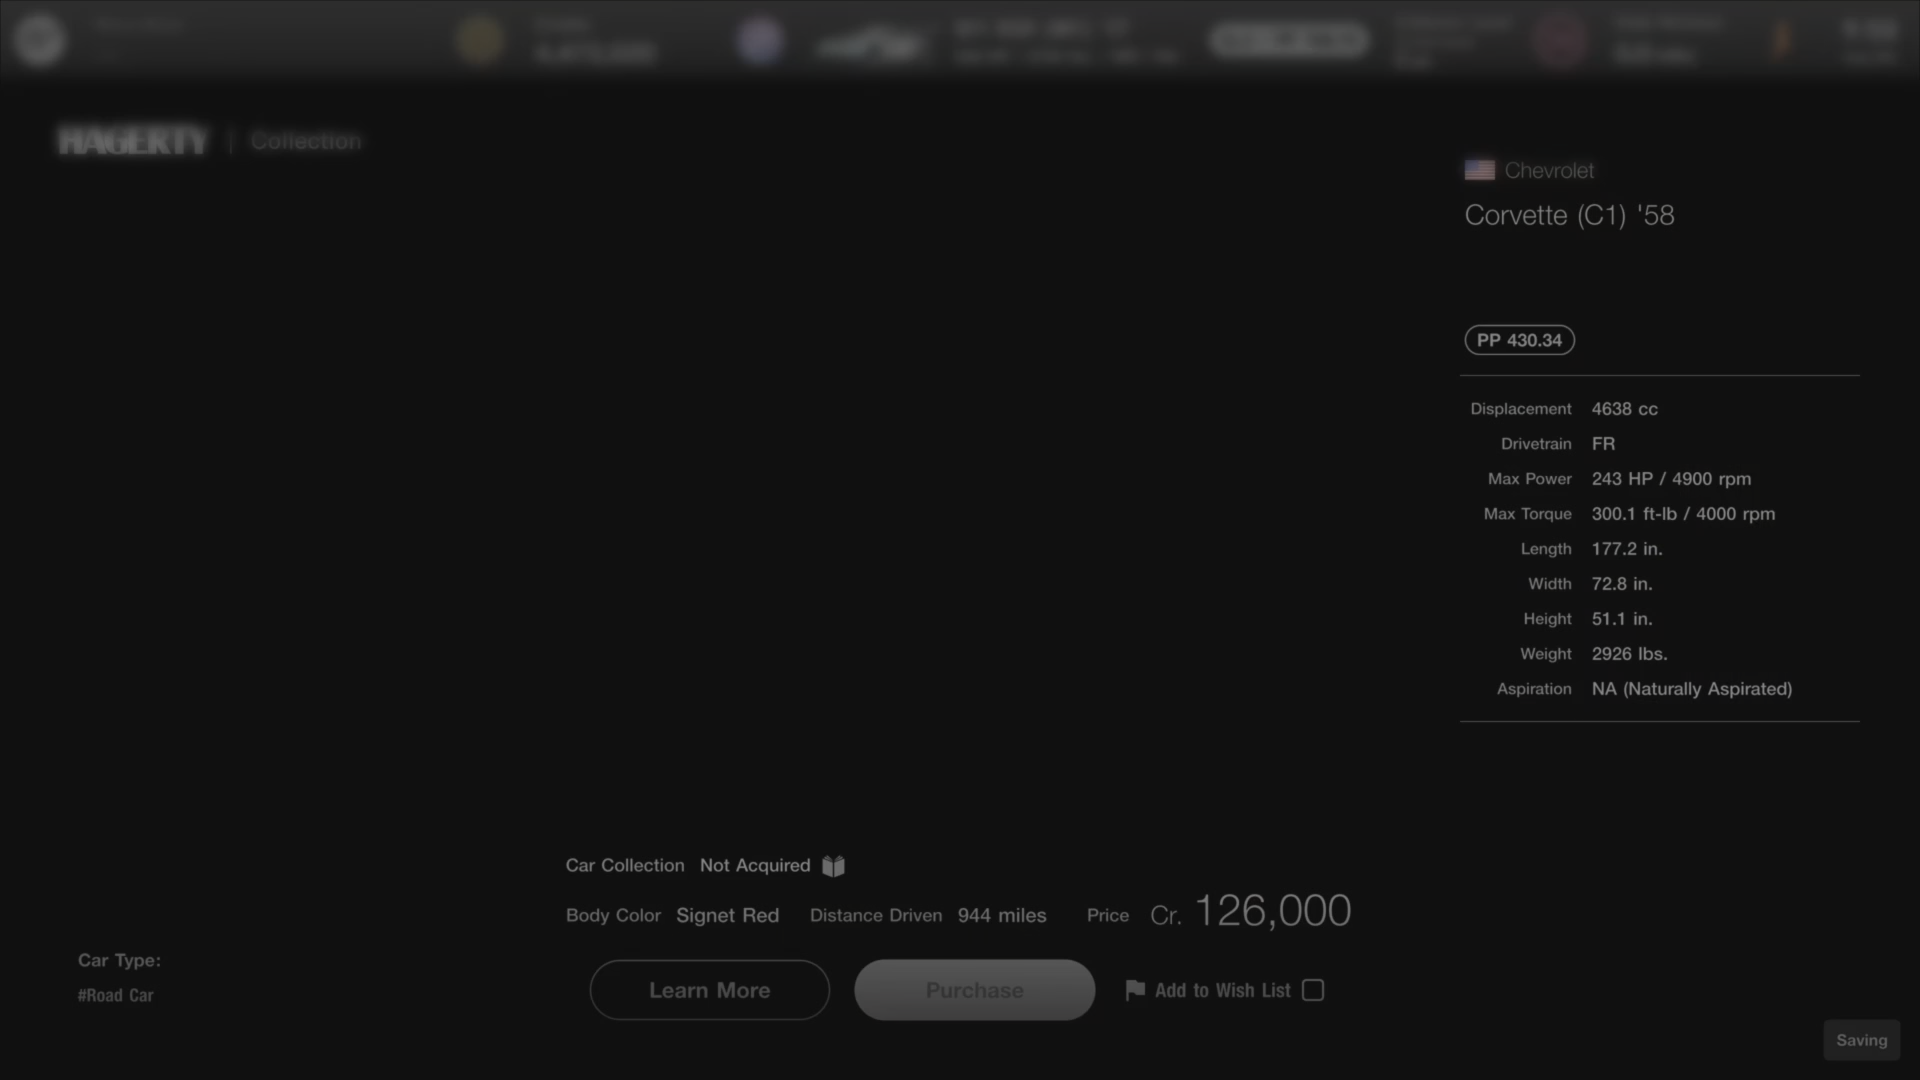 HAGERTY | Collection
Chevrolet
Corvette (C1) '58
PP 430.34
Displacement 4638 cc
Drivetrain FR
Max Power 243 HP / 4900 rpm
Max Torque 300.1 ft-lb / 4000 rpm
Length 177.2 in.
Width 72.8 in.
Height 51.1 in.
Weight 2926 lbs.
Aspiration NA (Naturally Aspirated)
Car Collection Not Acquired
Body Color Signet Red Distance Driven 944 miles Price Cr. 126,000
Car Type:
#Road Car
Learn More
Purchase
Add to Wish List
Saving